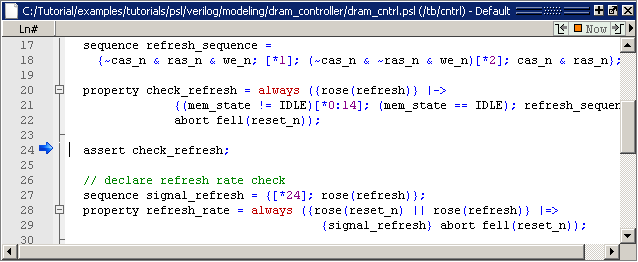 C:/Tutorial/examples/tutorials/psl/verilog/modeling/dram_controller/dram_cntrl.psl (/tb/cntrl) - Default
Ln# Now
17 sequence refresh_sequence =
18 {~cas_n & ras_n & we_n; [*1]; (~cas_n & ~ras_n & we_n)[*2]; cas_n & ras_n};
19
20 property check_refresh = always ({rose(refresh)} |->
21 {(mem_state != IDLE)[*0:14]; (mem_state == IDLE); refresh_sequ
22 abort fell(reset_n));
23
24 assert check_refresh;
25
26 // declare refresh rate check
27 sequence signal_refresh = {[*24]; rose(refresh)};
28 property refresh_rate = always ({rose(reset_n) || rose(refresh)} |=>
29 {signal_refresh} abort fell(reset_n));
30